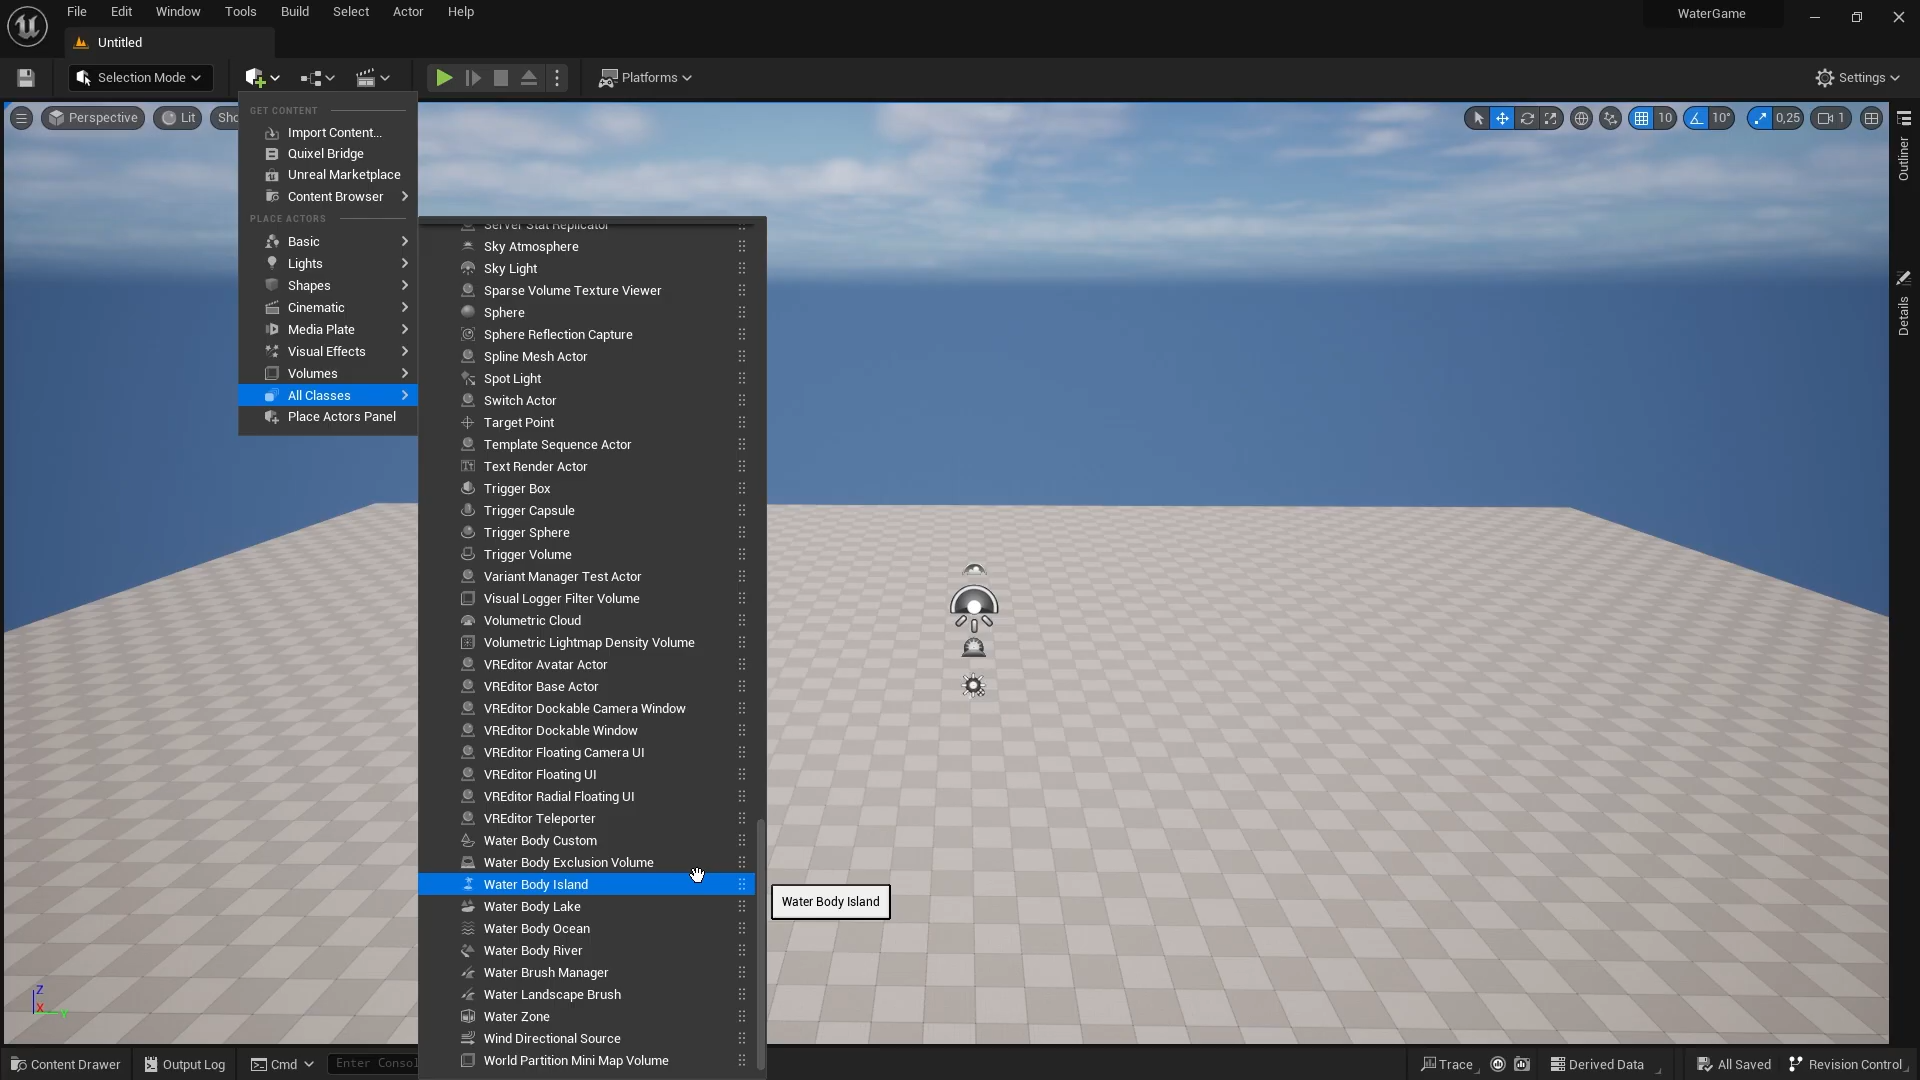 File Edit Window Tools Build Select Actor Help
WaterGame
Untitled
Selection Mode
Platforms
Settings
Perspective
Lit
Sho
10
10°
0,25
1
Outliner
Details
GET CONTENT
Import Content...
Quixel Bridge
Unreal Marketplace
Content Browser
PLACE ACTORS
Basic
Lights
Shapes
Cinematic
Media Plate
Visual Effects
Volumes
All Classes
Place Actors Panel
Server Stat Replicator
Sky Atmosphere
Sky Light
Sparse Volume Texture Viewer
Sphere
Sphere Reflection Capture
Spline Mesh Actor
Spot Light
Switch Actor
Target Point
Template Sequence Actor
Text Render Actor
Trigger Box
Trigger Capsule
Trigger Sphere
Trigger Volume
Variant Manager Test Actor
Visual Logger Filter Volume
Volumetric Cloud
Volumetric Lightmap Density Volume
VREditor Avatar Actor
VREditor Base Actor
VREditor Dockable Camera Window
VREditor Dockable Window
VREditor Floating Camera UI
VREditor Floating UI
VREditor Radial Floating UI
VREditor Teleporter
Water Body Custom
Water Body Exclusion Volume
Water Body Island
Water Body Lake
Water Body Ocean
Water Body River
Water Brush Manager
Water Landscape Brush
Water Zone
Wind Directional Source
World Partition Mini Map Volume
Water Body Island
Z
X
Y
Content Drawer
Output Log
Cmd
Enter Consol
Trace
Derived Data
All Saved
Revision Control